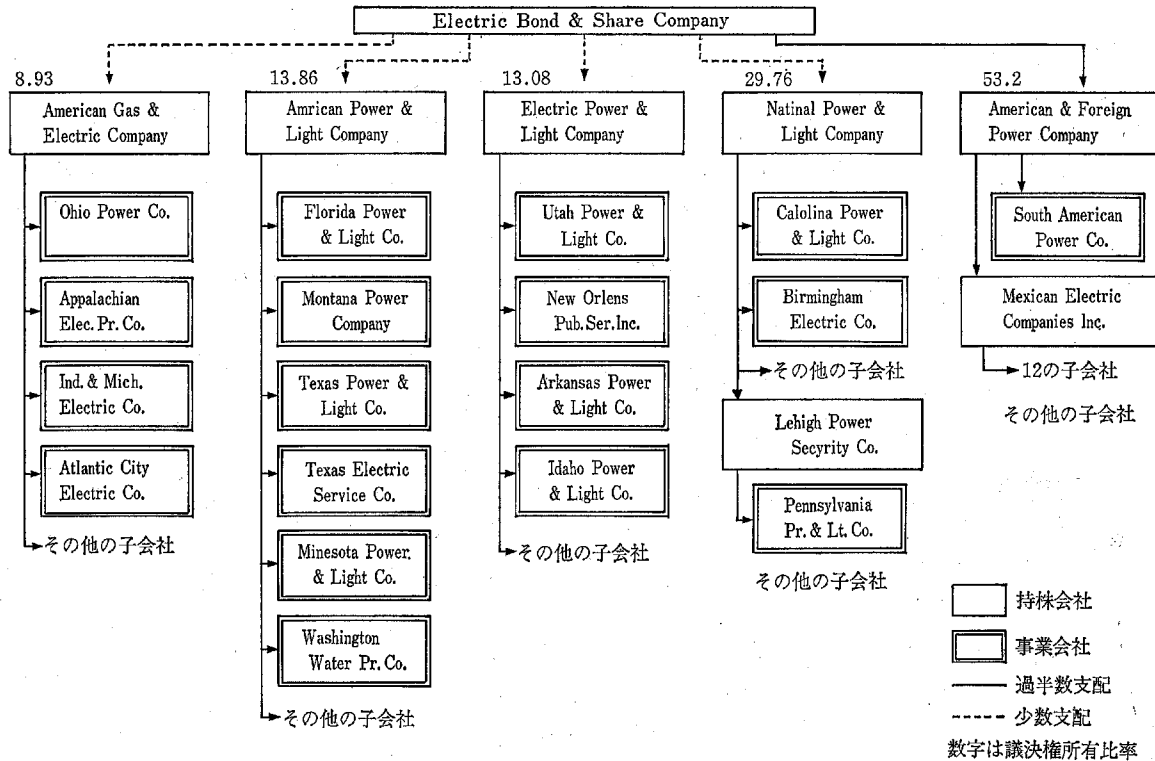 Electric Bond & Share Company
8.93
American Gas &
Electric Company
Ohio Power Co.
Appalachian
Elec. Pr. Co.
Ind. & Mich.
Electric Co.
Atlantic City
Electric Co.
その他の子会社
13.86
Amrican Power &
Light Company
Florida Power
& Light Co.
Montana Power
Company
Texas Power &
Light Co.
Texas Electric
Service Co.
Minesota Power.
& Light Co.
Washington
Water Pr. Co.
その他の子会社
13.08
Electric Power &
Light Company
Utah Power &
Light Co.
New Orlens
Pub. Ser. Inc.
Arkansas Power
& Light Co.
Idaho Power
& Light Co.
その他の子会社
29.76
Natinal Power &
Light Company
Calolina Power
& Light Co.
Birmingham
Electric Co.
その他の子会社
Lehigh Power
Secyrity Co.
Pennsylvania
Pr. & Lt. Co.
その他の子会社
53.2
American & Foreign
Power Company
South American
Power Co.
Mexican Electric
Companies Inc.
12の子会社
その他の子会社
持株会社
事業会社
過半数支配
少数支配
数字は議決権所有比率